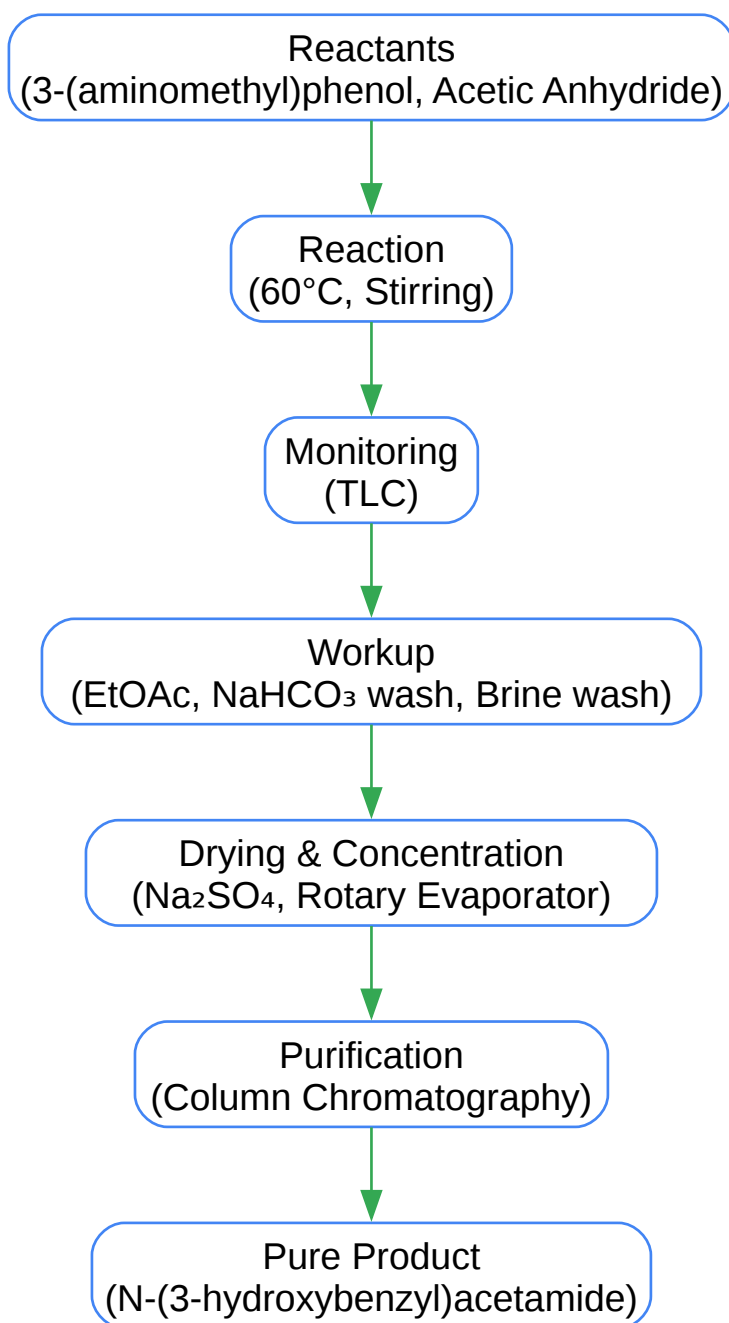 Reactants
(3-(aminomethyl)phenol, Acetic Anhydride)
Reaction
(60°C, Stirring)
Monitoring
(TLC)
Workup
(EtOAc, NaHCO₃ wash, Brine wash)
Drying & Concentration
(Na₂SO₄, Rotary Evaporator)
Purification
(Column Chromatography)
Pure Product
(N-(3-hydroxybenzyl)acetamide)